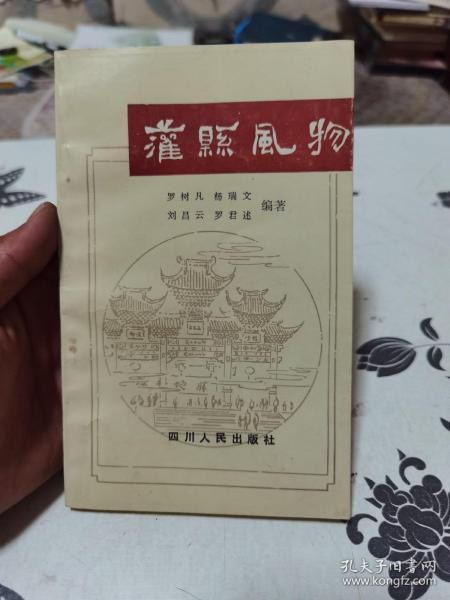 灌縣風物
罗树凡 杨瑞文
刘昌云 罗君述
编著
四川人民出版社
孔夫子旧书网
www.kongfz.com